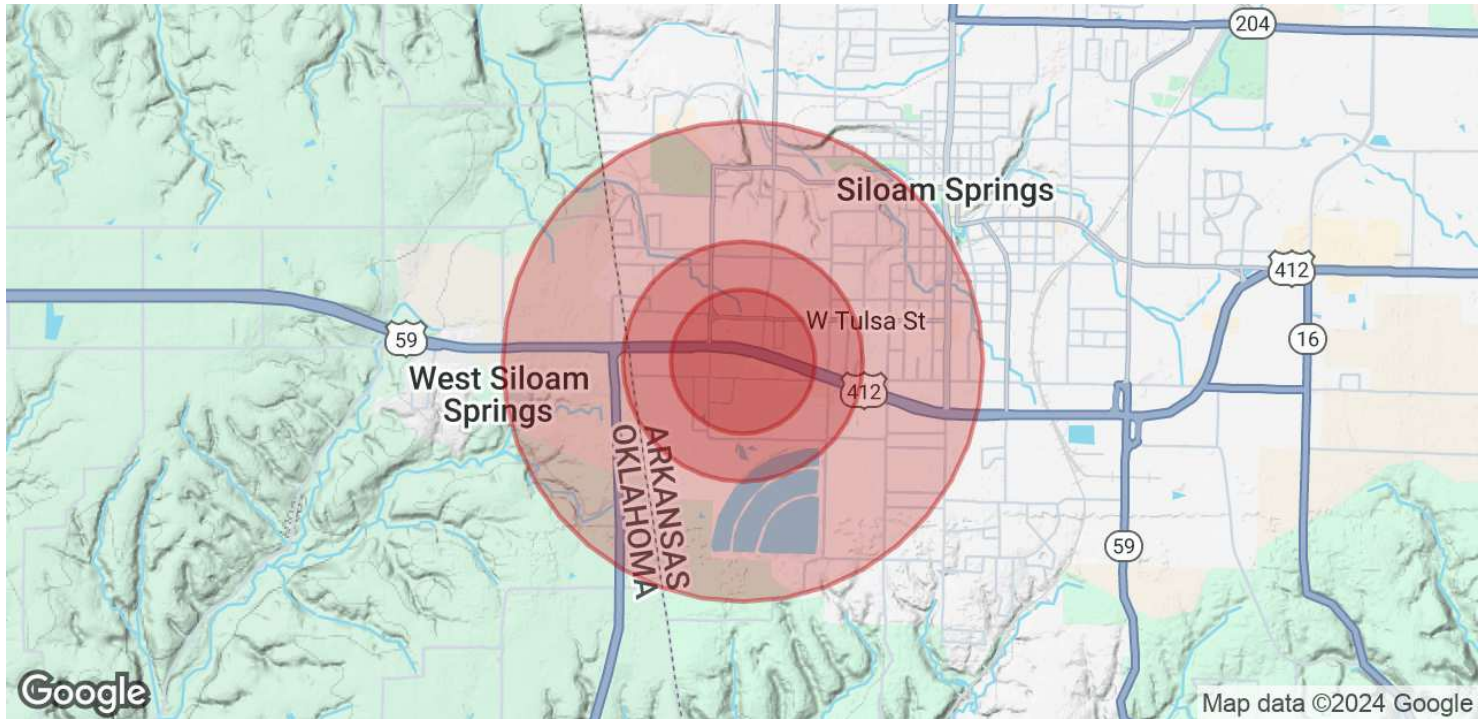 204
Siloam Springs
412
W Tulsa St
59
16
West Siloam
Springs
412
ARKANSAS
OKLAHOMA
59
Google
Map data ©2024 Google